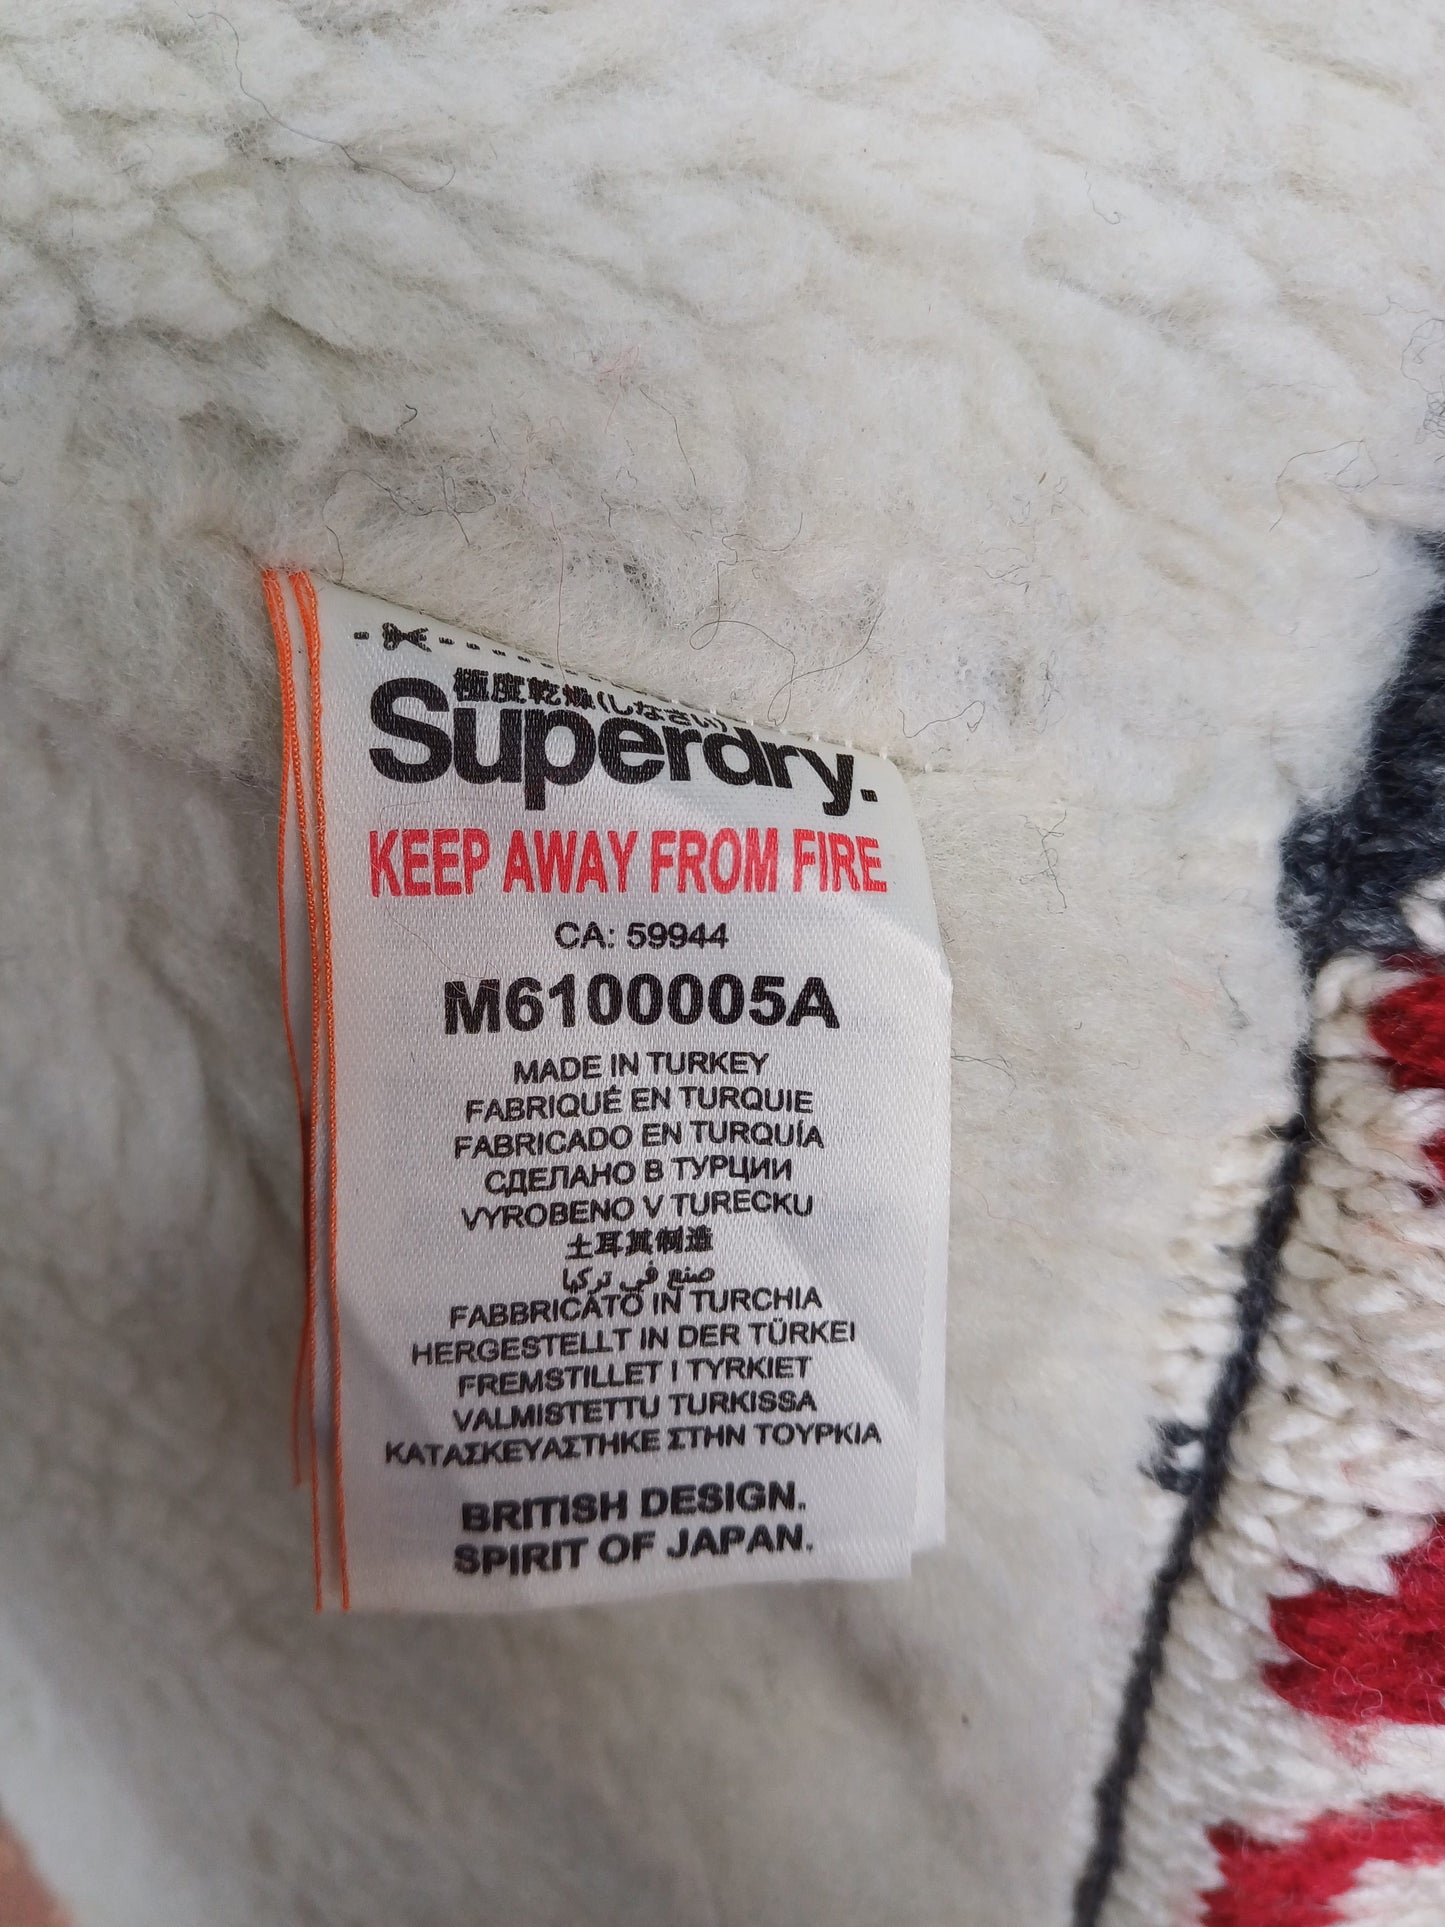 極度乾燥(しなさい)
Superdry.
KEEP AWAY FROM FIRE
CA: 59944
M6100005A
MADE IN TURKEY
FABRIQUÉ EN TURQUIE
FABRICADO EN TURQUÍA
СДЕЛАНО В ТУРЦИИ
VYROBENO V TURECKU
土耳其制造
صنع في تركيا
FABBRICATO IN TURCHIA
HERGESTELLT IN DER TÜRKEI
FREMSTILLET I TYRKIET
VALMISTETTU TURKISSA
ΚΑΤΑΣΚΕΥΑΣΤΗΚΕ ΣΤΗΝ ΤΟΥΡΚΙΑ
BRITISH DESIGN.
SPIRIT OF JAPAN.